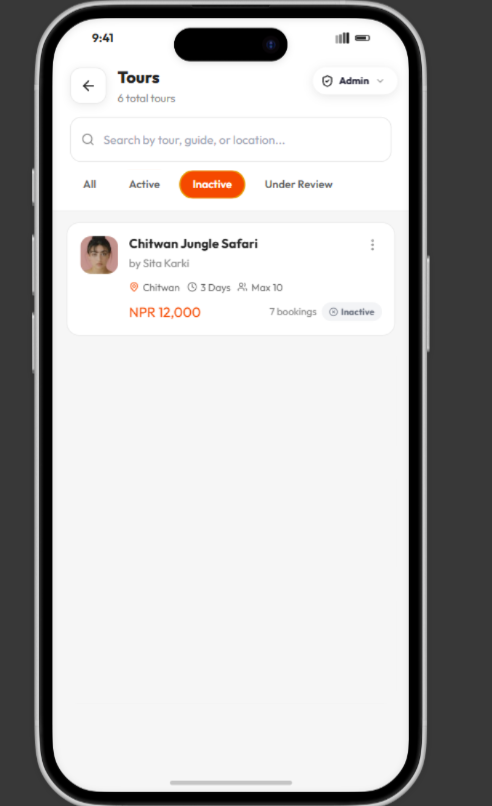 9:41
Tours
6 total tours
Admin
Search by tour, guide, or location...
All Active Inactive Under Review
Chitwan Jungle Safari
by Sita Karki
Chitwan 3 Days Max 10
NPR 12,000 7 bookings Inactive